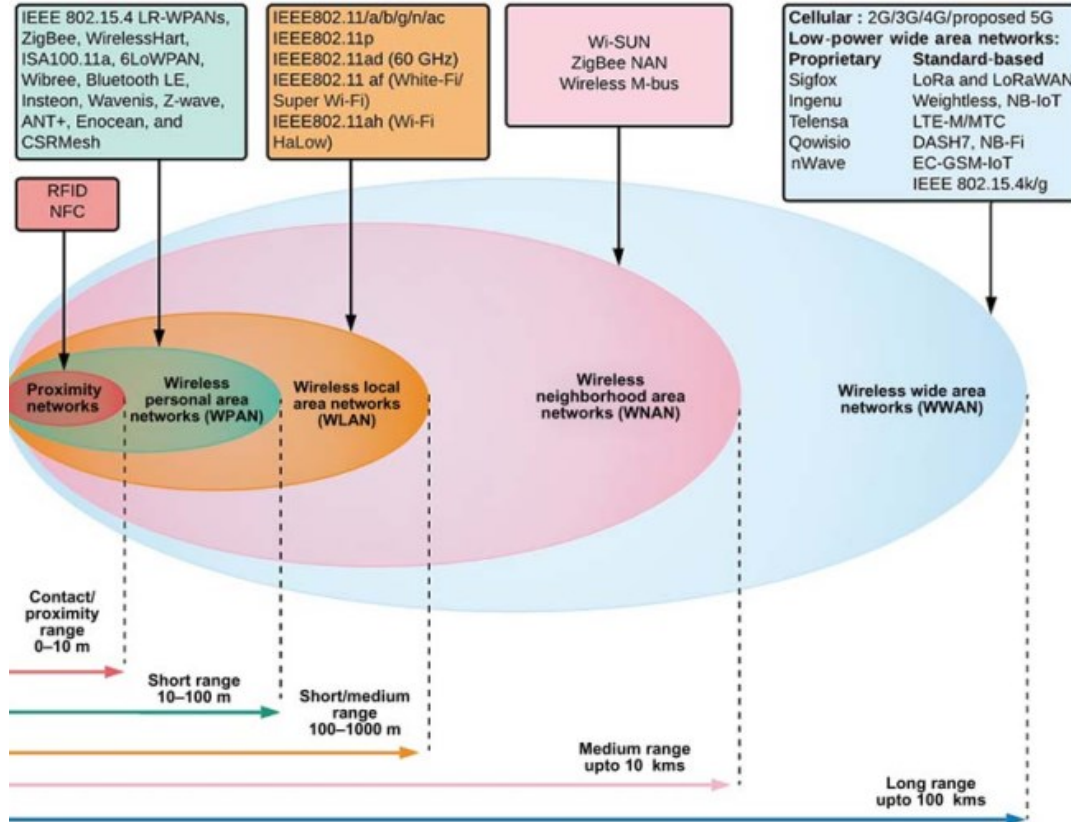 IEEE 802.15.4 LR-WPANs,
ZigBee, WirelessHart,
ISA100.11a, 6LoWPAN,
Wibree, Bluetooth LE,
Insteon, Wavenis, Z-wave,
ANT+, Enocean, and
CSRMesh
IEEE802.11/a/b/g/n/ac
IEEE802.11p
IEEE802.11ad (60 GHz)
IEEE802.11 af (White-Fi/
Super Wi-Fi)
IEEE802.11ah (Wi-Fi
HaLow)
Wi-SUN
ZigBee NAN
Wireless M-bus
Cellular : 2G/3G/4G/proposed 5G
Low-power wide area networks:
Proprietary Standard-based
Sigfox LoRa and LoRaWAN
Ingenu Weightless, NB-IoT
Telensa LTE-M/MTC
Qowisio DASH7, NB-Fi
nWave EC-GSM-IoT
IEEE 802.15.4k/g
RFID
NFC
Proximity
networks
Wireless
personal area
networks (WPAN)
Wireless local
area networks
(WLAN)
Wireless
neighborhood area
networks (WNAN)
Wireless wide area
networks (WWAN)
Contact/
proximity
range
0–10 m
Short range
10–100 m
Short/medium
range
100–1000 m
Medium range
upto 10 kms
Long range
upto 100 kms